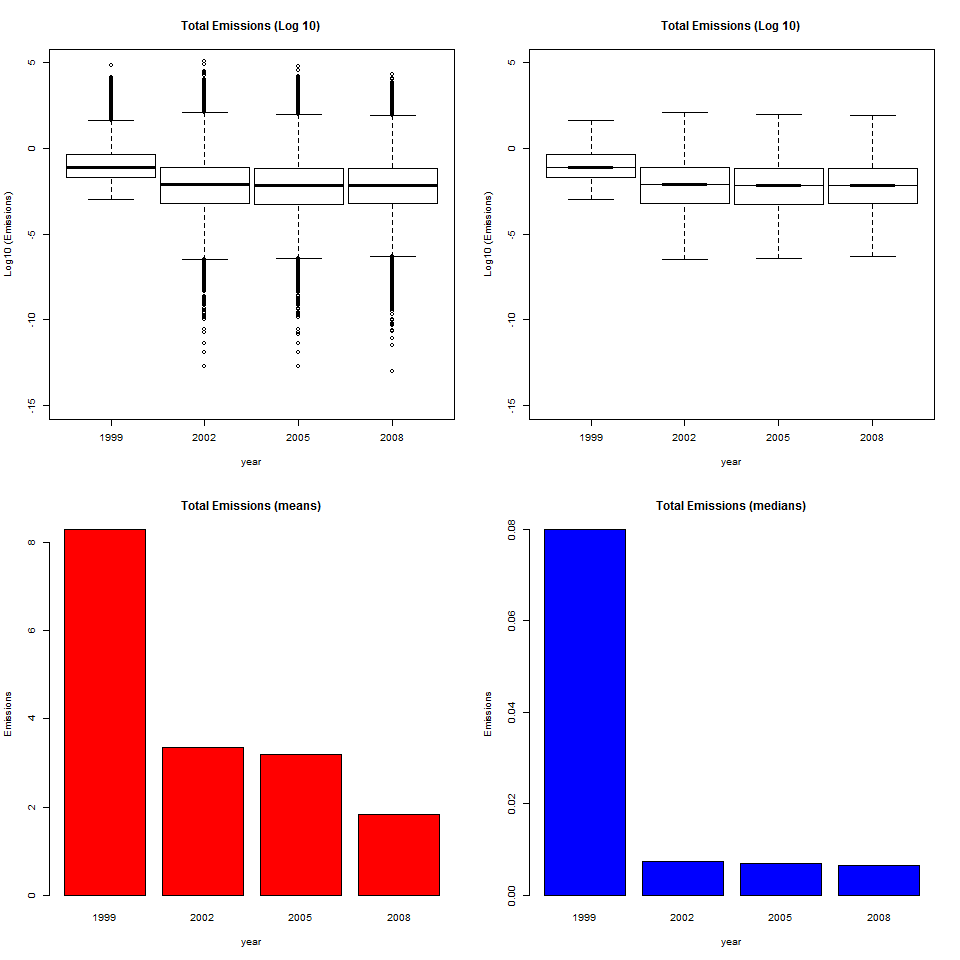 Total Emissions (Log 10)
Log10 (Emissions)
5
0
-5
-10
-15
1999 2002 2005 2008
year
Total Emissions (Log 10)
Log10 (Emissions)
5
0
-5
-10
-15
1999 2002 2005 2008
year
Total Emissions (means)
Emissions
8
6
4
2
0
1999 2002 2005 2008
year
Total Emissions (medians)
Emissions
0.08
0.06
0.04
0.02
0.00
1999 2002 2005 2008
year